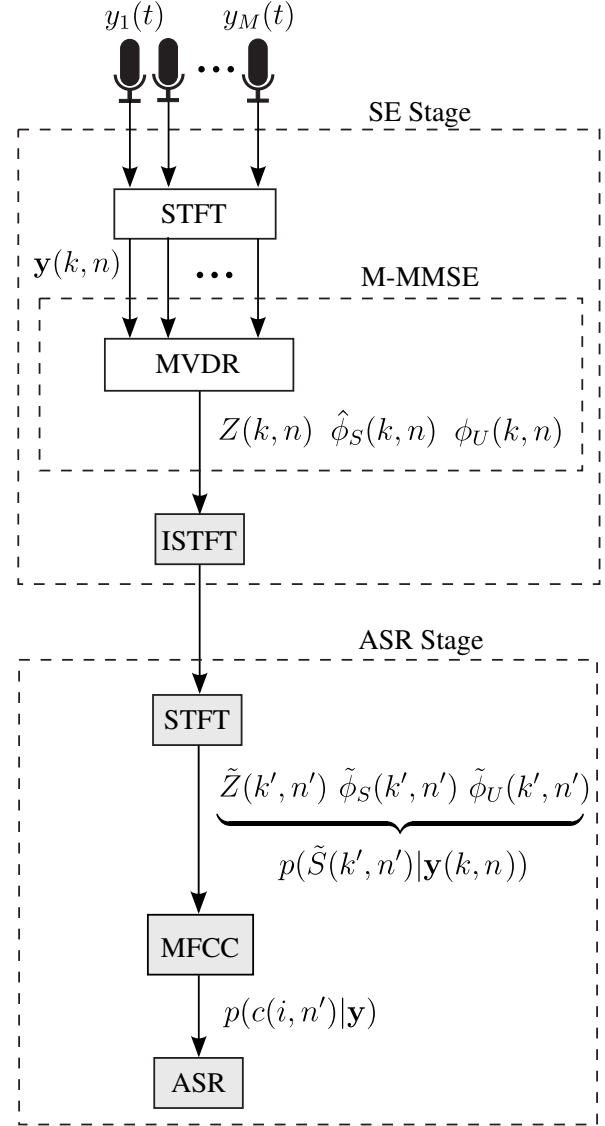 y₁(t) y_M(t)
SE Stage
STFT
𝐲(k, n)
M-MMSE
MVDR
Z(k, n) ϕ̂_S(k, n) ϕ_U(k, n)
ISTFT
ASR Stage
STFT
Z̃(k′, n′) ϕ̃_S(k′, n′) ϕ̃_U(k′, n′)
p(S̃(k′, n′)|𝐲(k, n))
MFCC
p(c(i, n′)|𝐲)
ASR